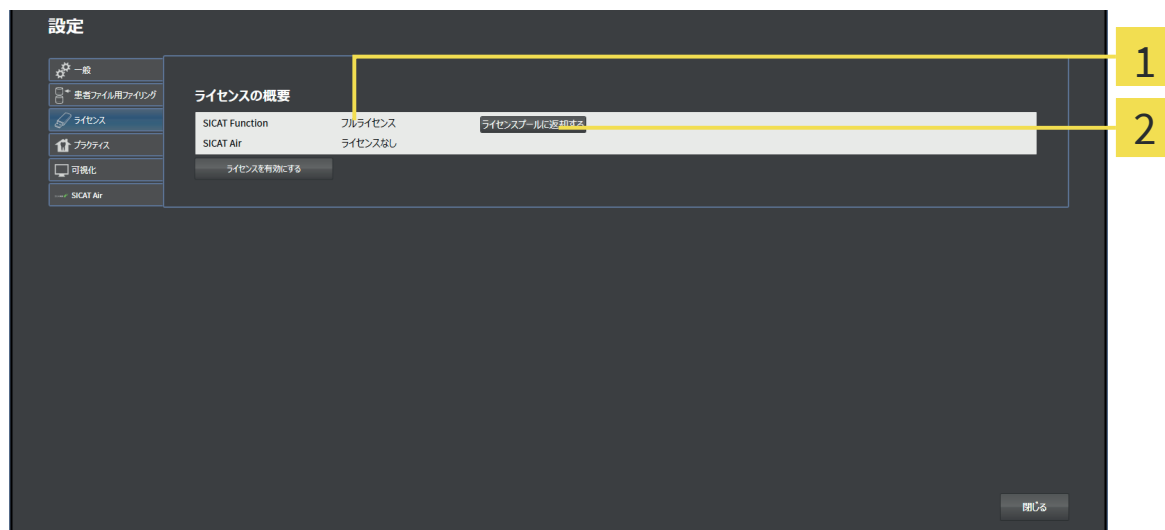 設定
一般
患者ファイル用ファイリング
ライセンス
プラクティス
可視化
SICAT Air
ライセンスの概要
SICAT Function フルライセンス ライセンスプールに返却する
SICAT Air ライセンスなし
ライセンスを有効にする
閉じる
1
2